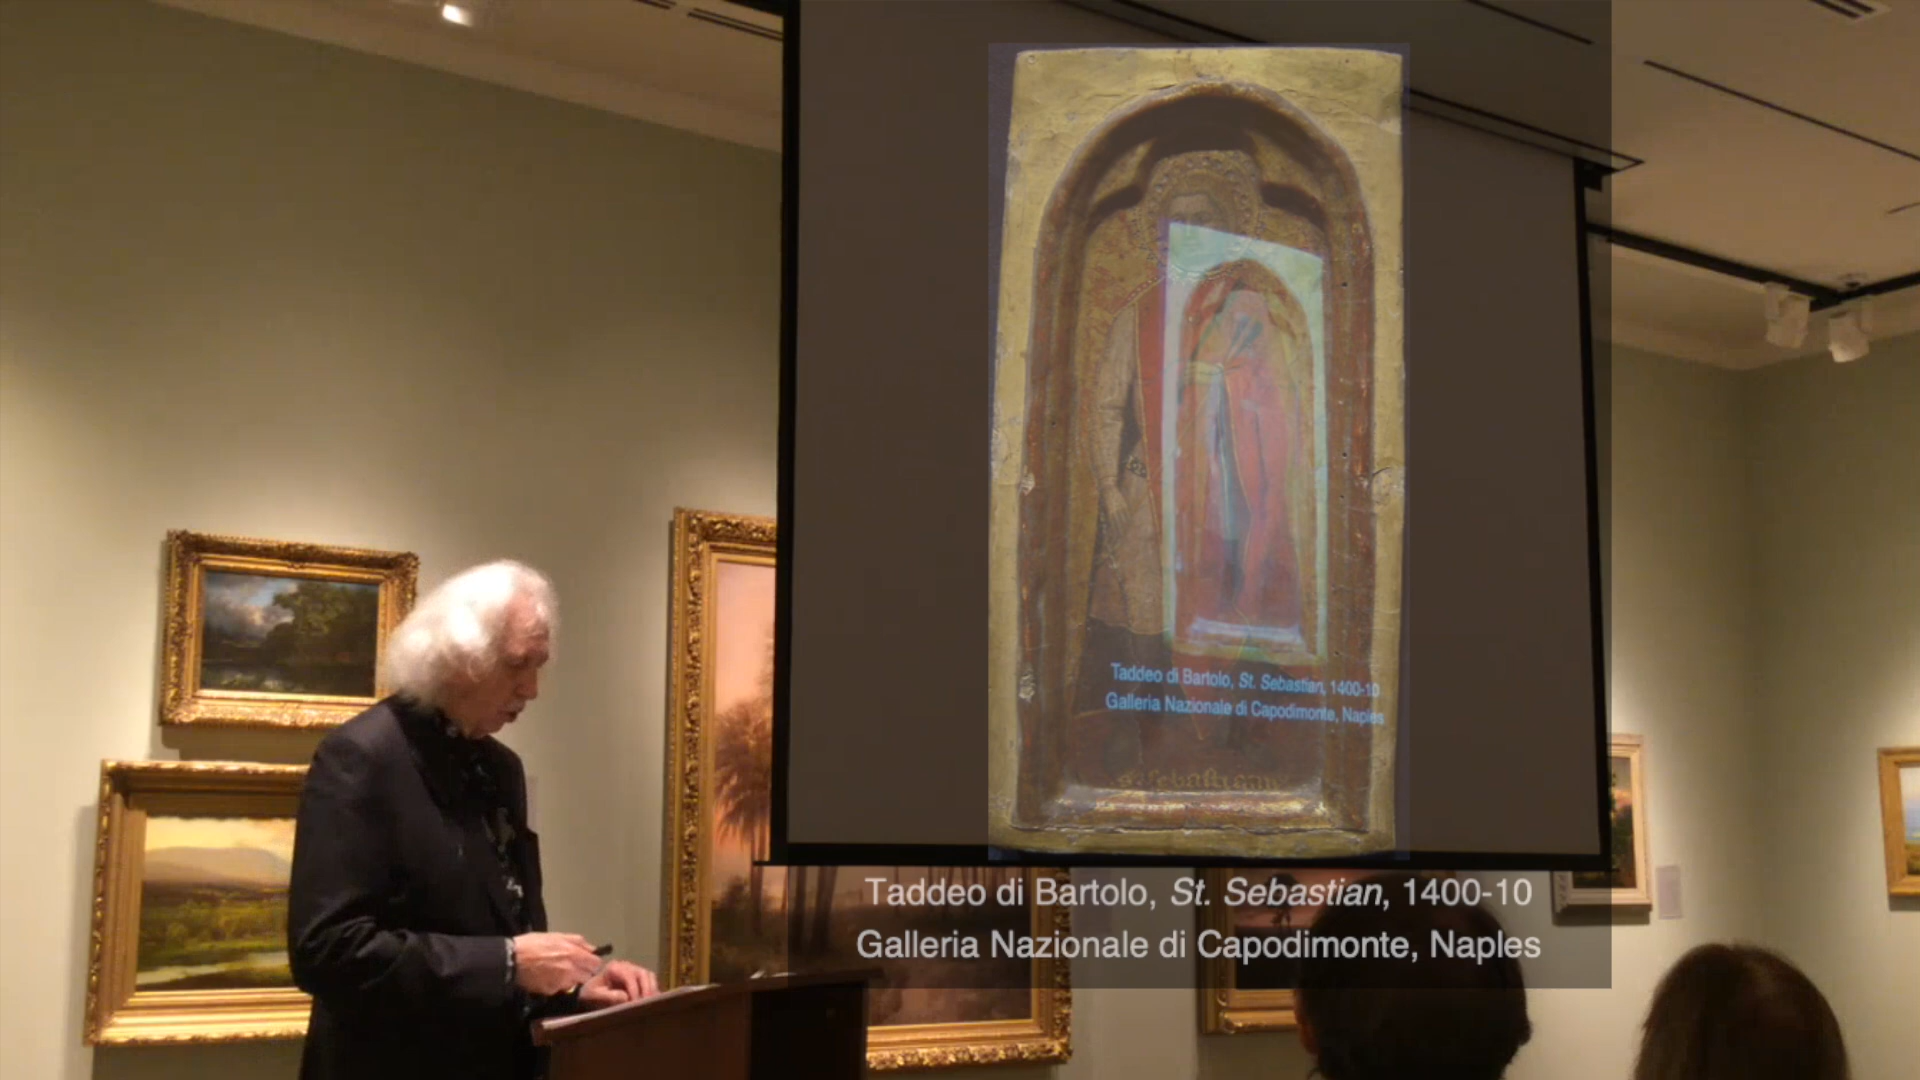 Taddeo di Bartolo, St. Sebastian, 1400-10
Galleria Nazionale di Capodimonte, Naples
Taddeo di Bartolo, St. Sebastian, 1400-10
Galleria Nazionale di Capodimonte, Naples